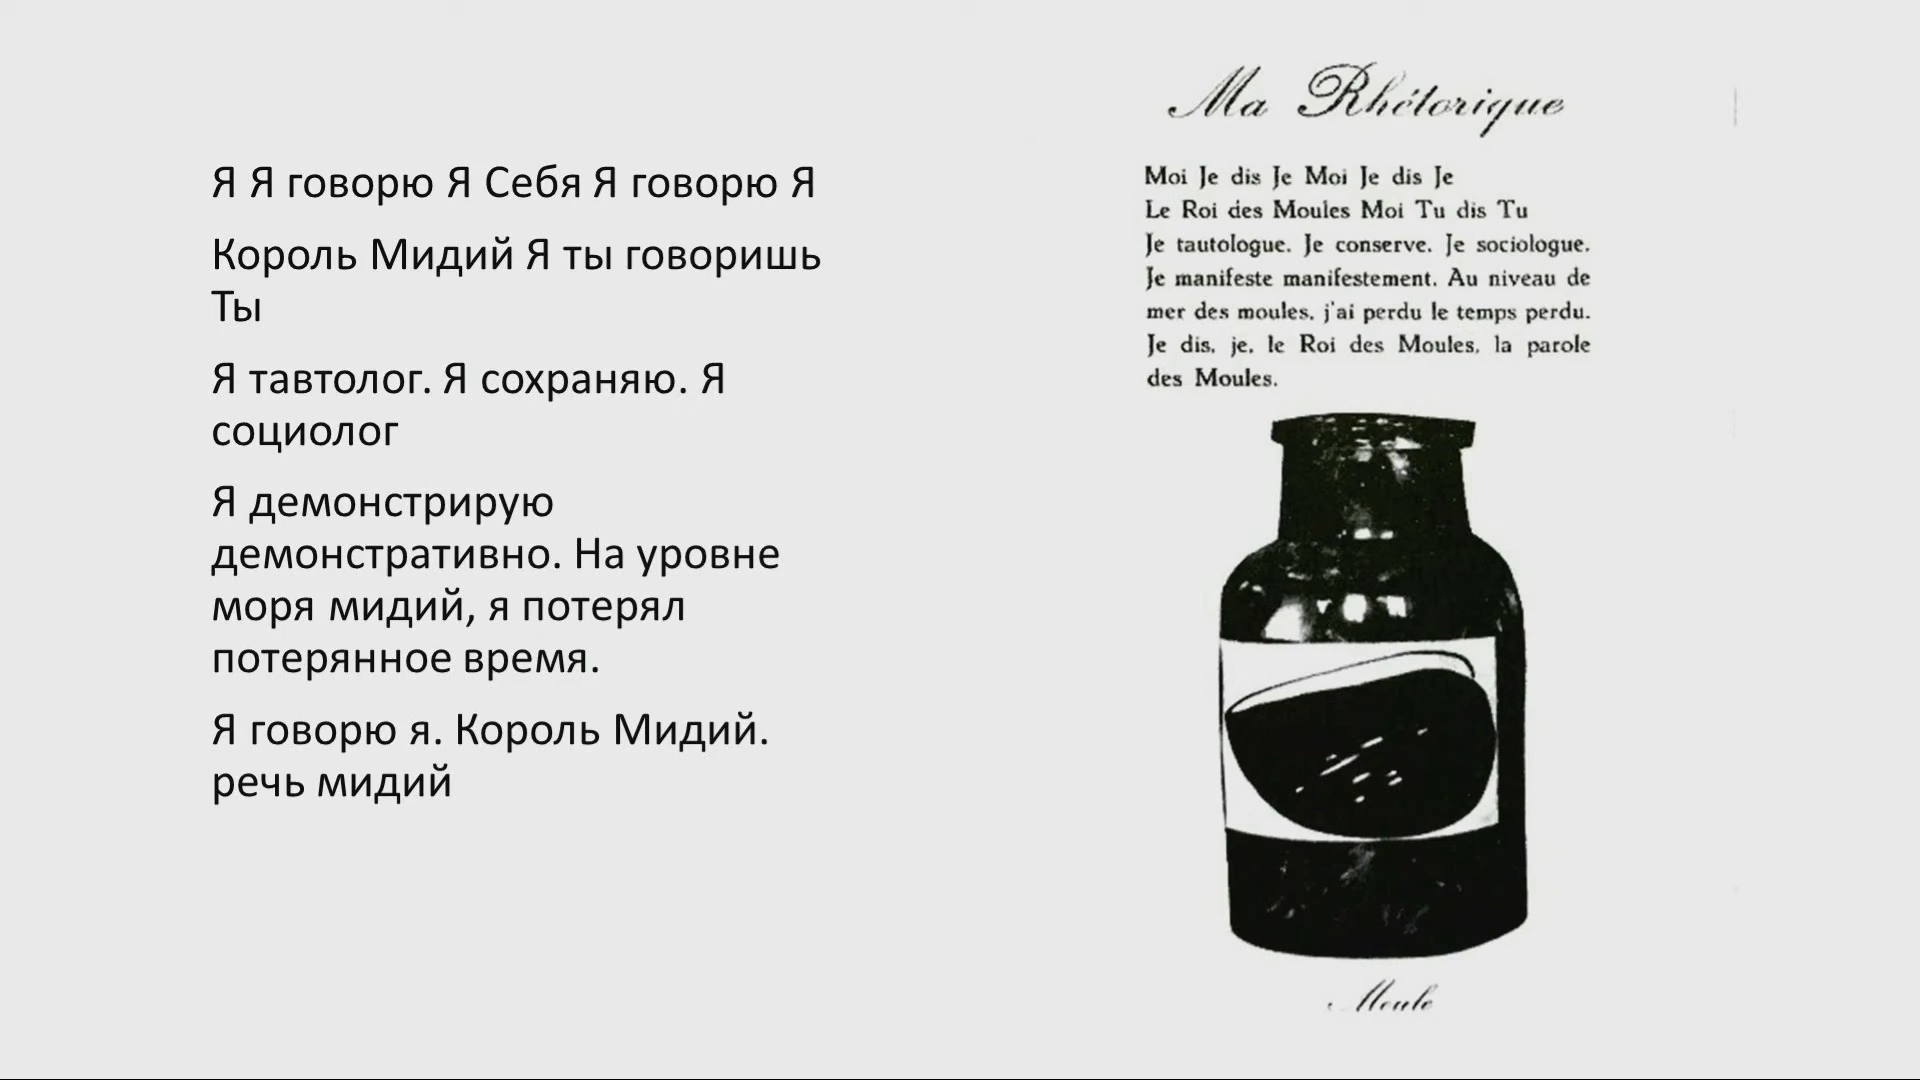 Я Я говорю Я Себя Я говорю Я
Король Мидий Я ты говоришь
Ты
Я тавтолог. Я сохраняю. Я
социолог
Я демонстрирую
демонстративно. На уровне
моря мидий, я потерял
потерянное время.
Я говорю я. Король Мидий.
речь мидий
Ma Rhétorique
Moi Je dis Je Moi Je dis Je
Le Roi des Moules Moi Tu dis Tu
Je tautologue. Je conserve. Je sociologue.
Je manifeste manifestement. Au niveau de
mer des moules, j'ai perdu le temps perdu.
Je dis, je, le Roi des Moules, la parole
des Moules.
Moule